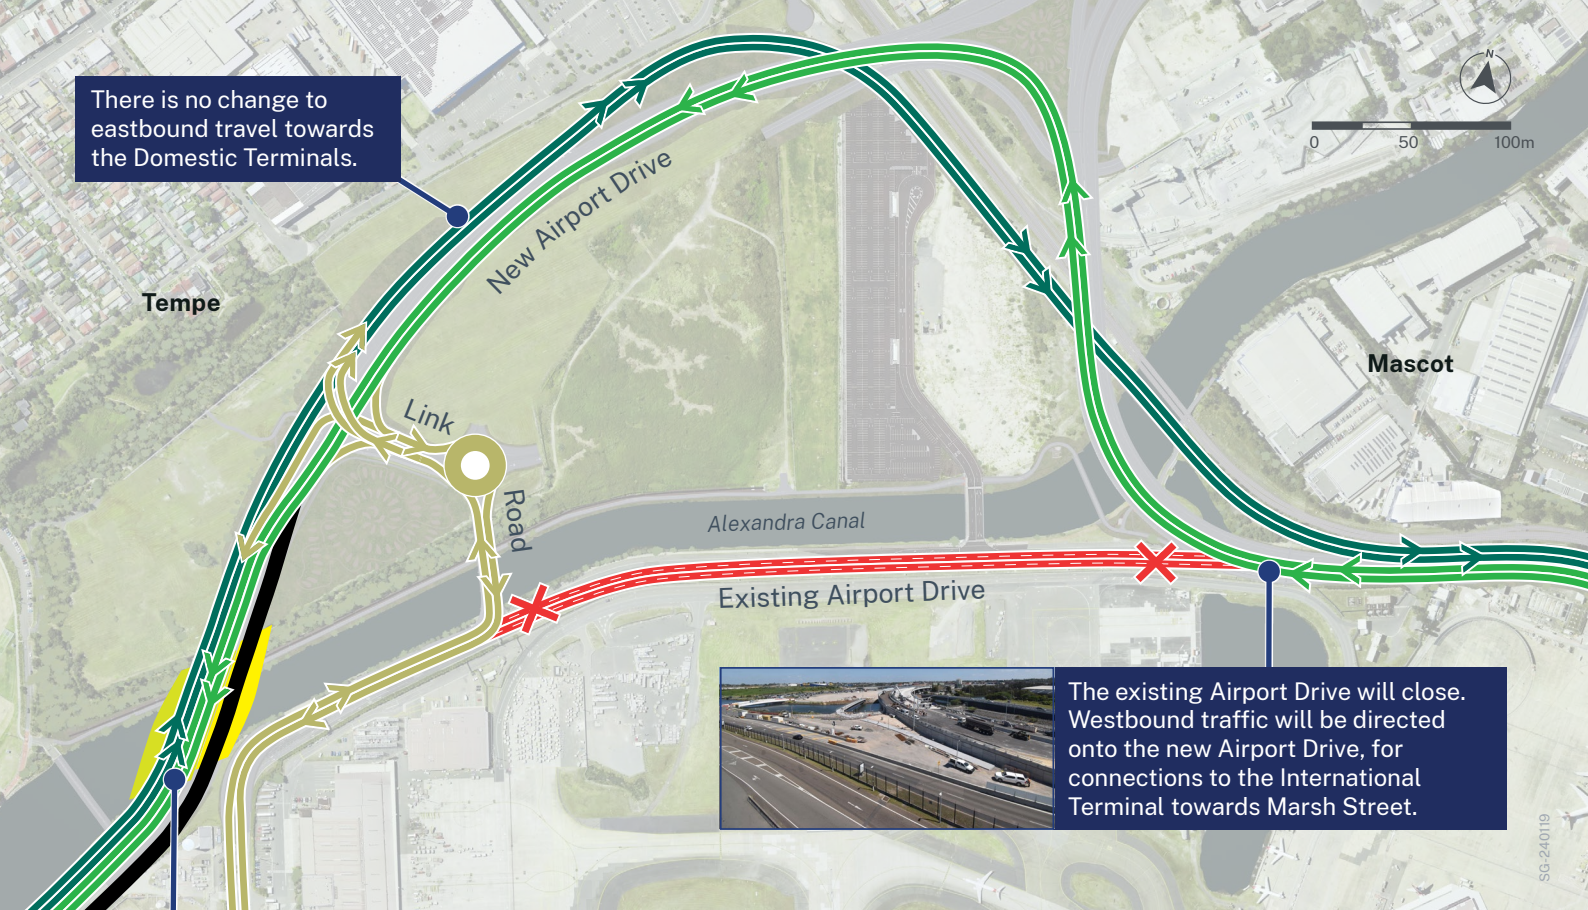 There is no change to
eastbound travel towards
the Domestic Terminals.
N
0 50 100m
New Airport Drive
Tempe
Mascot
Link
Road
Alexandra Canal
Existing Airport Drive
The existing Airport Drive will close.
Westbound traffic will be directed
onto the new Airport Drive, for
connections to the International
Terminal towards Marsh Street.
SG-240119